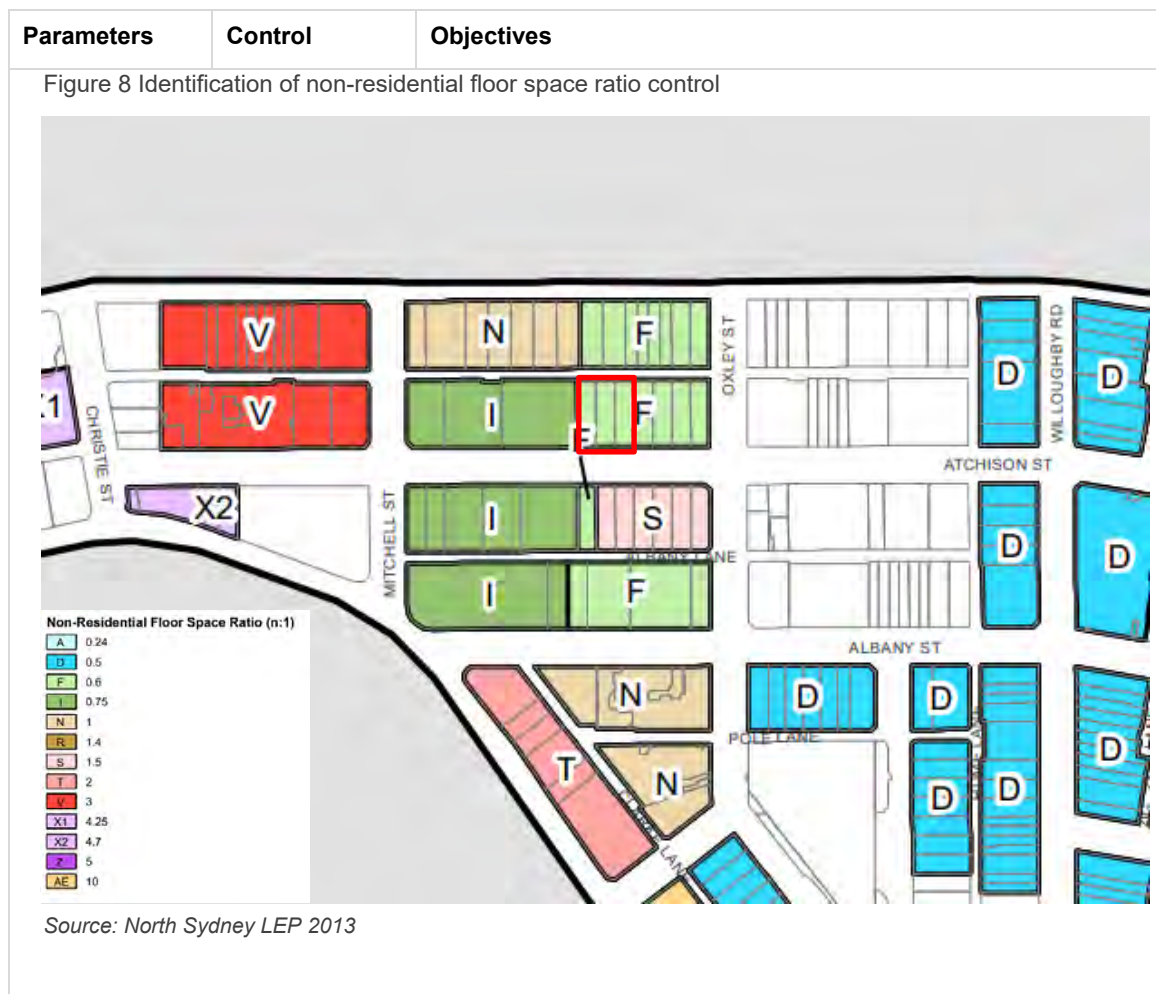 Parameters Control Objectives
Figure 8 Identification of non-residential floor space ratio control
V N F
D D
OXLEY ST
WILLOUGHBY RD
V I F
F
CHRISTIE ST
ATCHISON ST
X2
MITCHELL ST
I S
D D
ALBANY LANE
I F
ALBANY ST
Non-Residential Floor Space Ratio (n:1)
A 0.24
D 0.5
F 0.6
I 0.75
N 1
R 1.4
S 1.5
T 2
V 3
X1 4.25
X2 4.7
Z 5
AE 10
N D D
POLE LANE
T N
D D D
LANE
Source: North Sydney LEP 2013